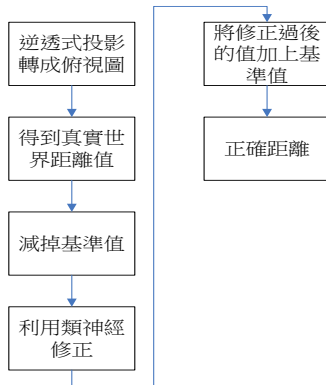 逆透式投影
轉成俯視圖
得到真實世
界距離值
減掉基準值
利用類神經
修正
將修正過後
的值加上基
準值
正確距離